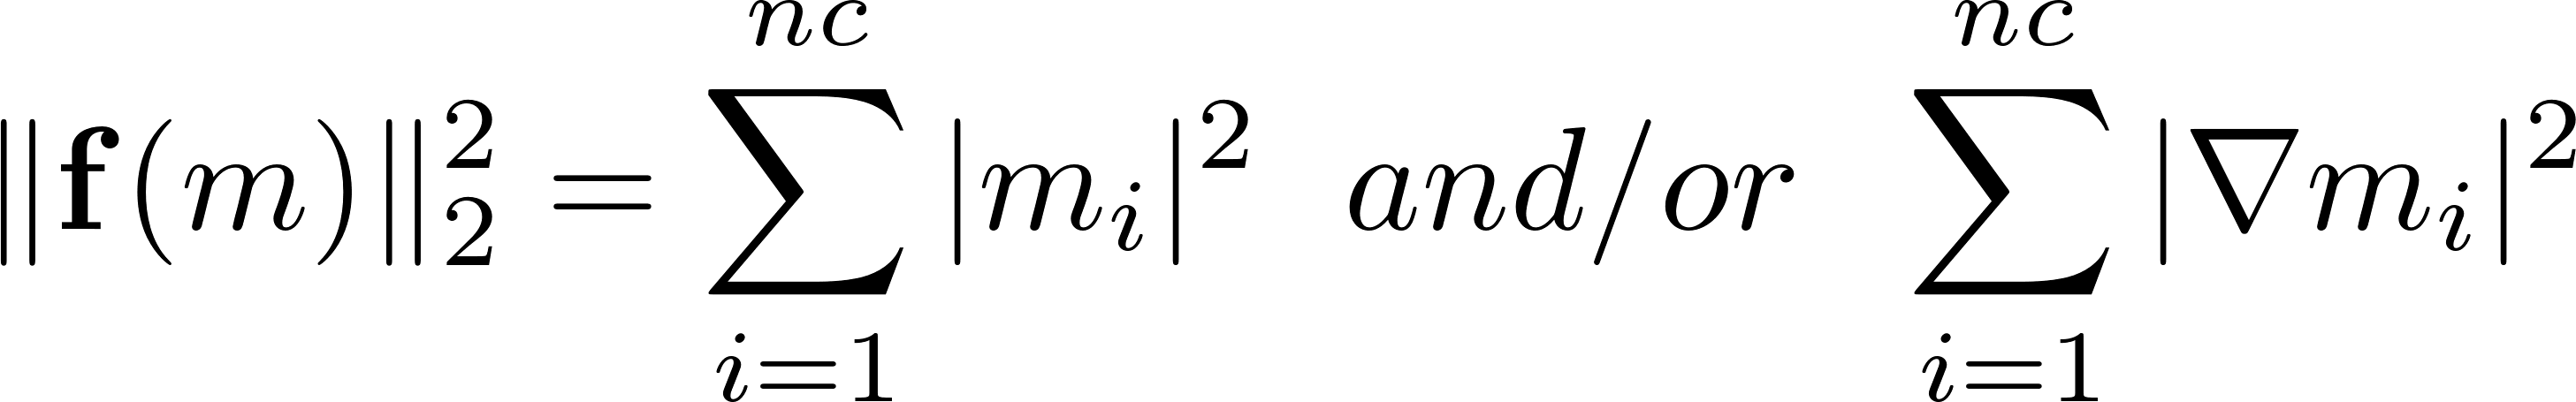 ‖𝐟(m)‖₂² = ∑_{i=1}^{nc} |m_i|² and/or ∑_{i=1}^{nc} |∇m_i|²